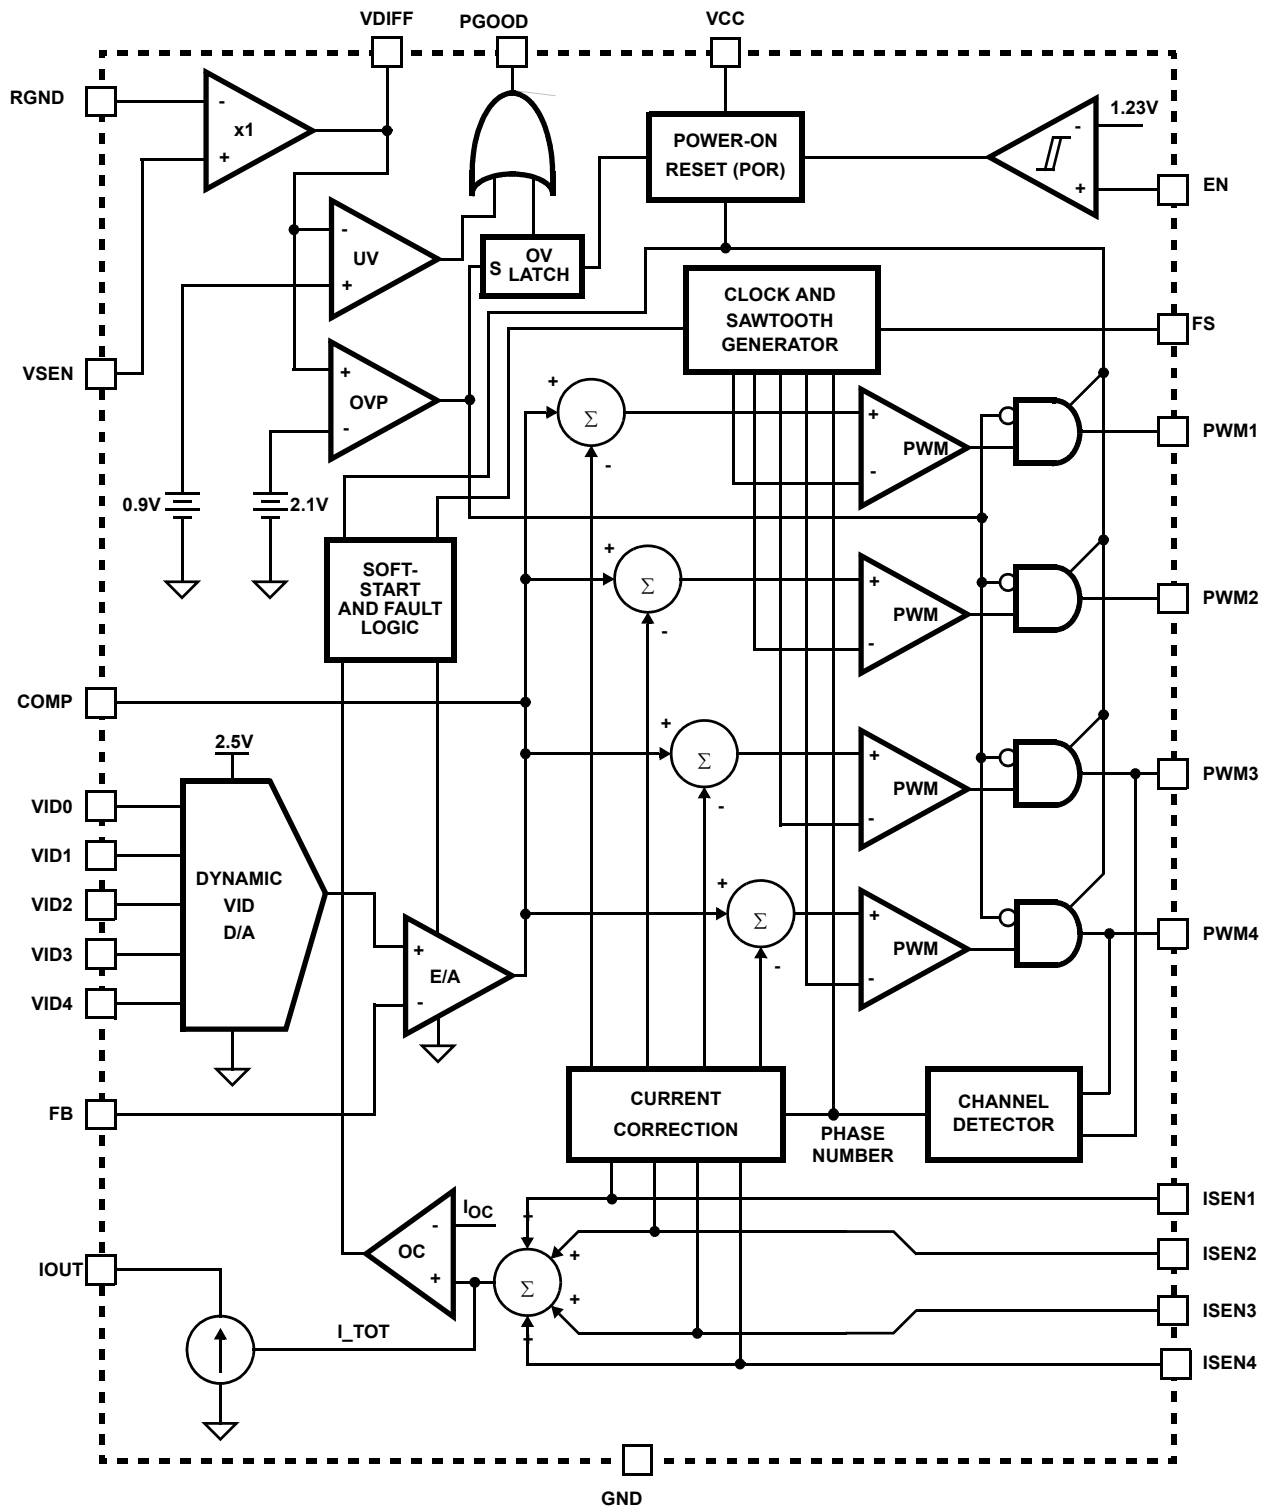 VDIFF
PGOOD
VCC
RGND
-
x1
+
POWER-ON
RESET (POR)
1.23V
-
+
EN
-
UV
+
S
OV
LATCH
CLOCK AND
SAWTOOTH
GENERATOR
FS
VSEN
+
OVP
-
+
Σ
-
+
PWM
-
PWM1
0.9V
2.1V
SOFT-
START
AND FAULT
LOGIC
+
Σ
-
+
PWM
-
PWM2
COMP
2.5V
+
Σ
-
+
PWM
-
PWM3
VID0
VID1
VID2
VID3
VID4
DYNAMIC
VID
D/A
+
E/A
-
+
Σ
-
+
PWM
-
PWM4
FB
CURRENT
CORRECTION
PHASE
NUMBER
CHANNEL
DETECTOR
IOC
-
OC
+
+
+
Σ
+
+
ISEN1
ISEN2
ISEN3
ISEN4
IOUT
I_TOT
GND